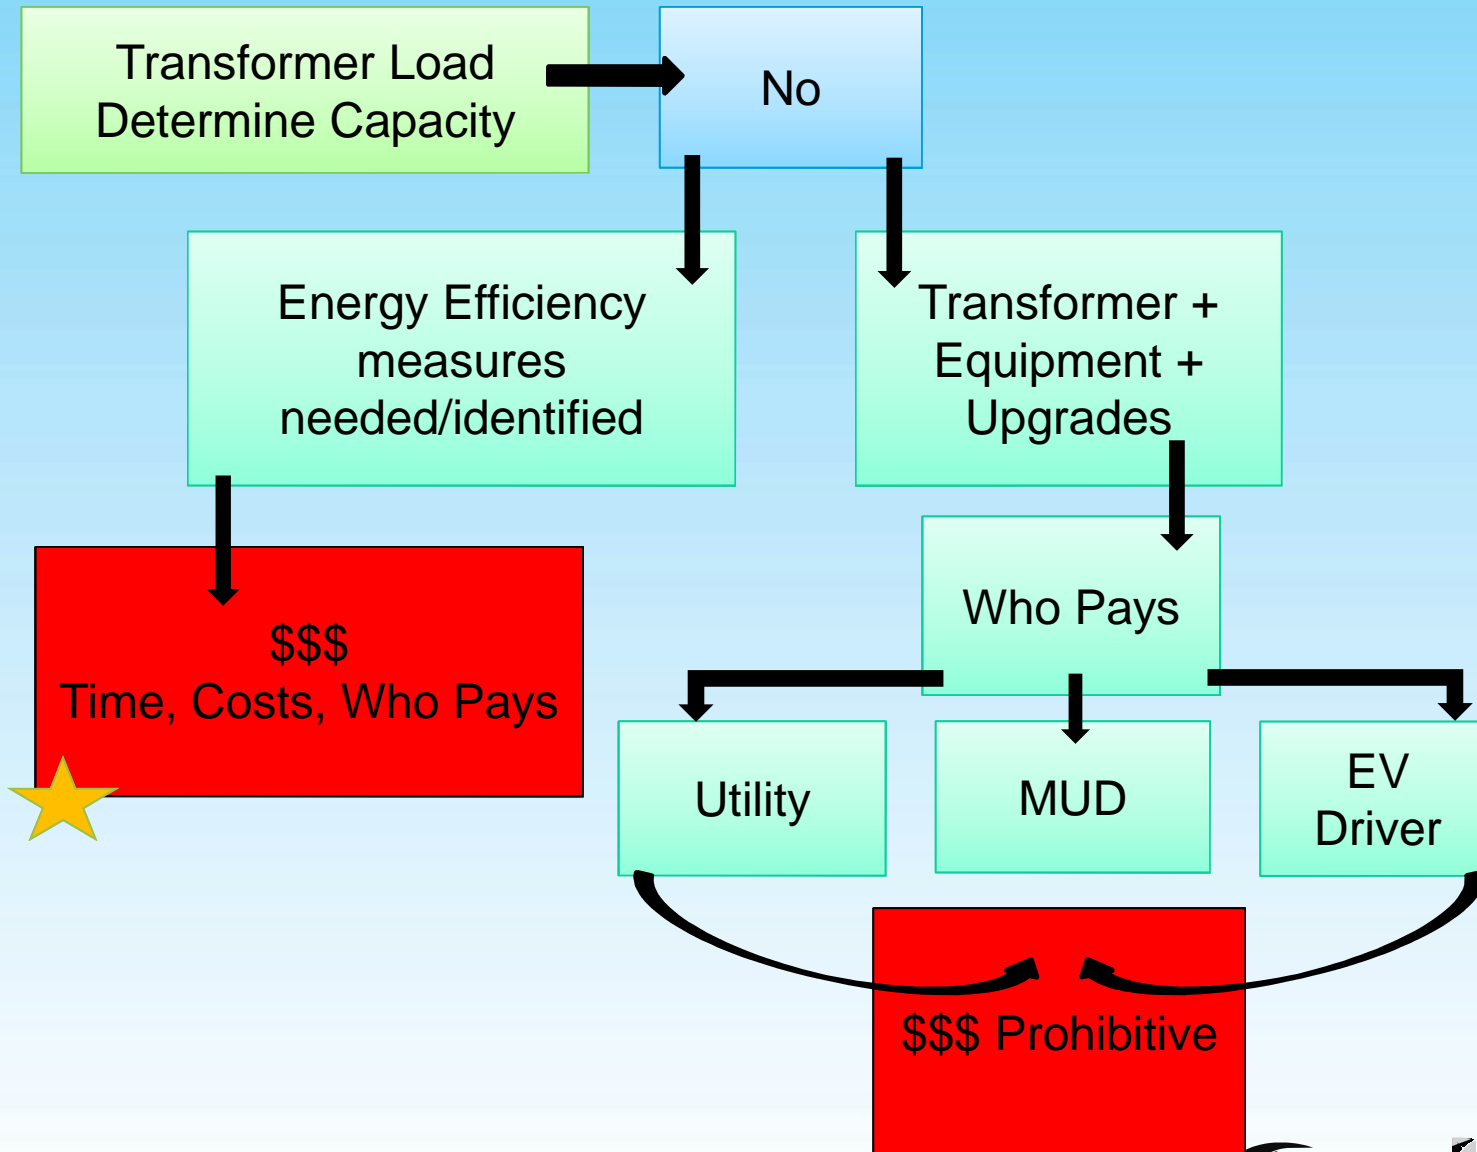 Transformer Load
Determine Capacity
No
Energy Efficiency
measures
needed/identified
Transformer +
Equipment +
Upgrades
$$$
Time, Costs, Who Pays
Who Pays
Utility
MUD
EV
Driver
$$$ Prohibitive